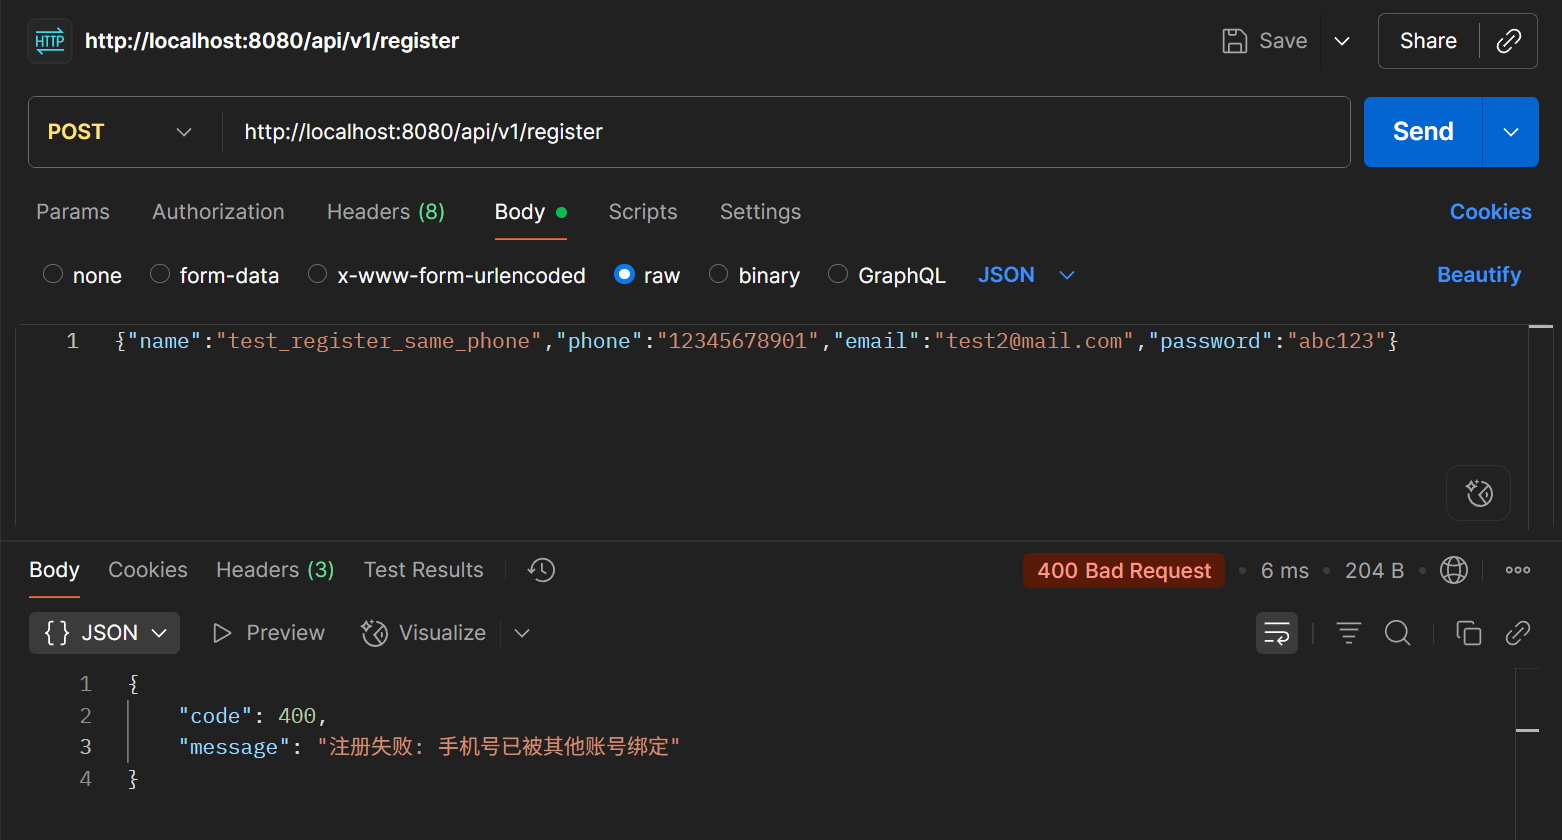 HTTP http://localhost:8080/api/v1/register Save Share
POST http://localhost:8080/api/v1/register Send
Params Authorization Headers (8) Body Scripts Settings Cookies
none form-data x-www-form-urlencoded raw binary GraphQL JSON Beautify
1 {"name":"test_register_same_phone","phone":"12345678901","email":"test2@mail.com","password":"abc123"}
Body Cookies Headers (3) Test Results 400 Bad Request • 6 ms • 204 B •
{} JSON Preview Visualize
1 {
2 "code": 400,
3 "message": "注册失败: 手机号已被其他账号绑定"
4 }